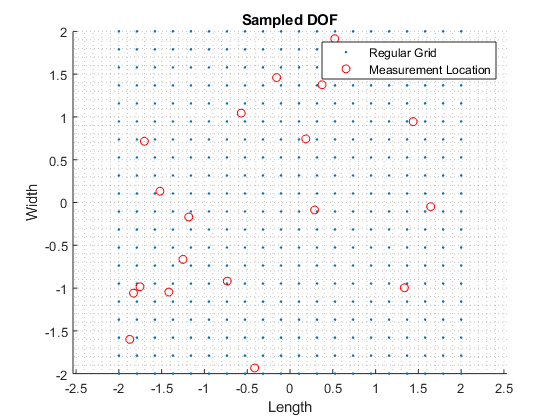 Sampled DOF
Regular Grid
Measurement Location
2
1.5
1
0.5
0
-0.5
-1
-1.5
-2
Width
-2.5 -2 -1.5 -1 -0.5 0 0.5 1 1.5 2 2.5
Length